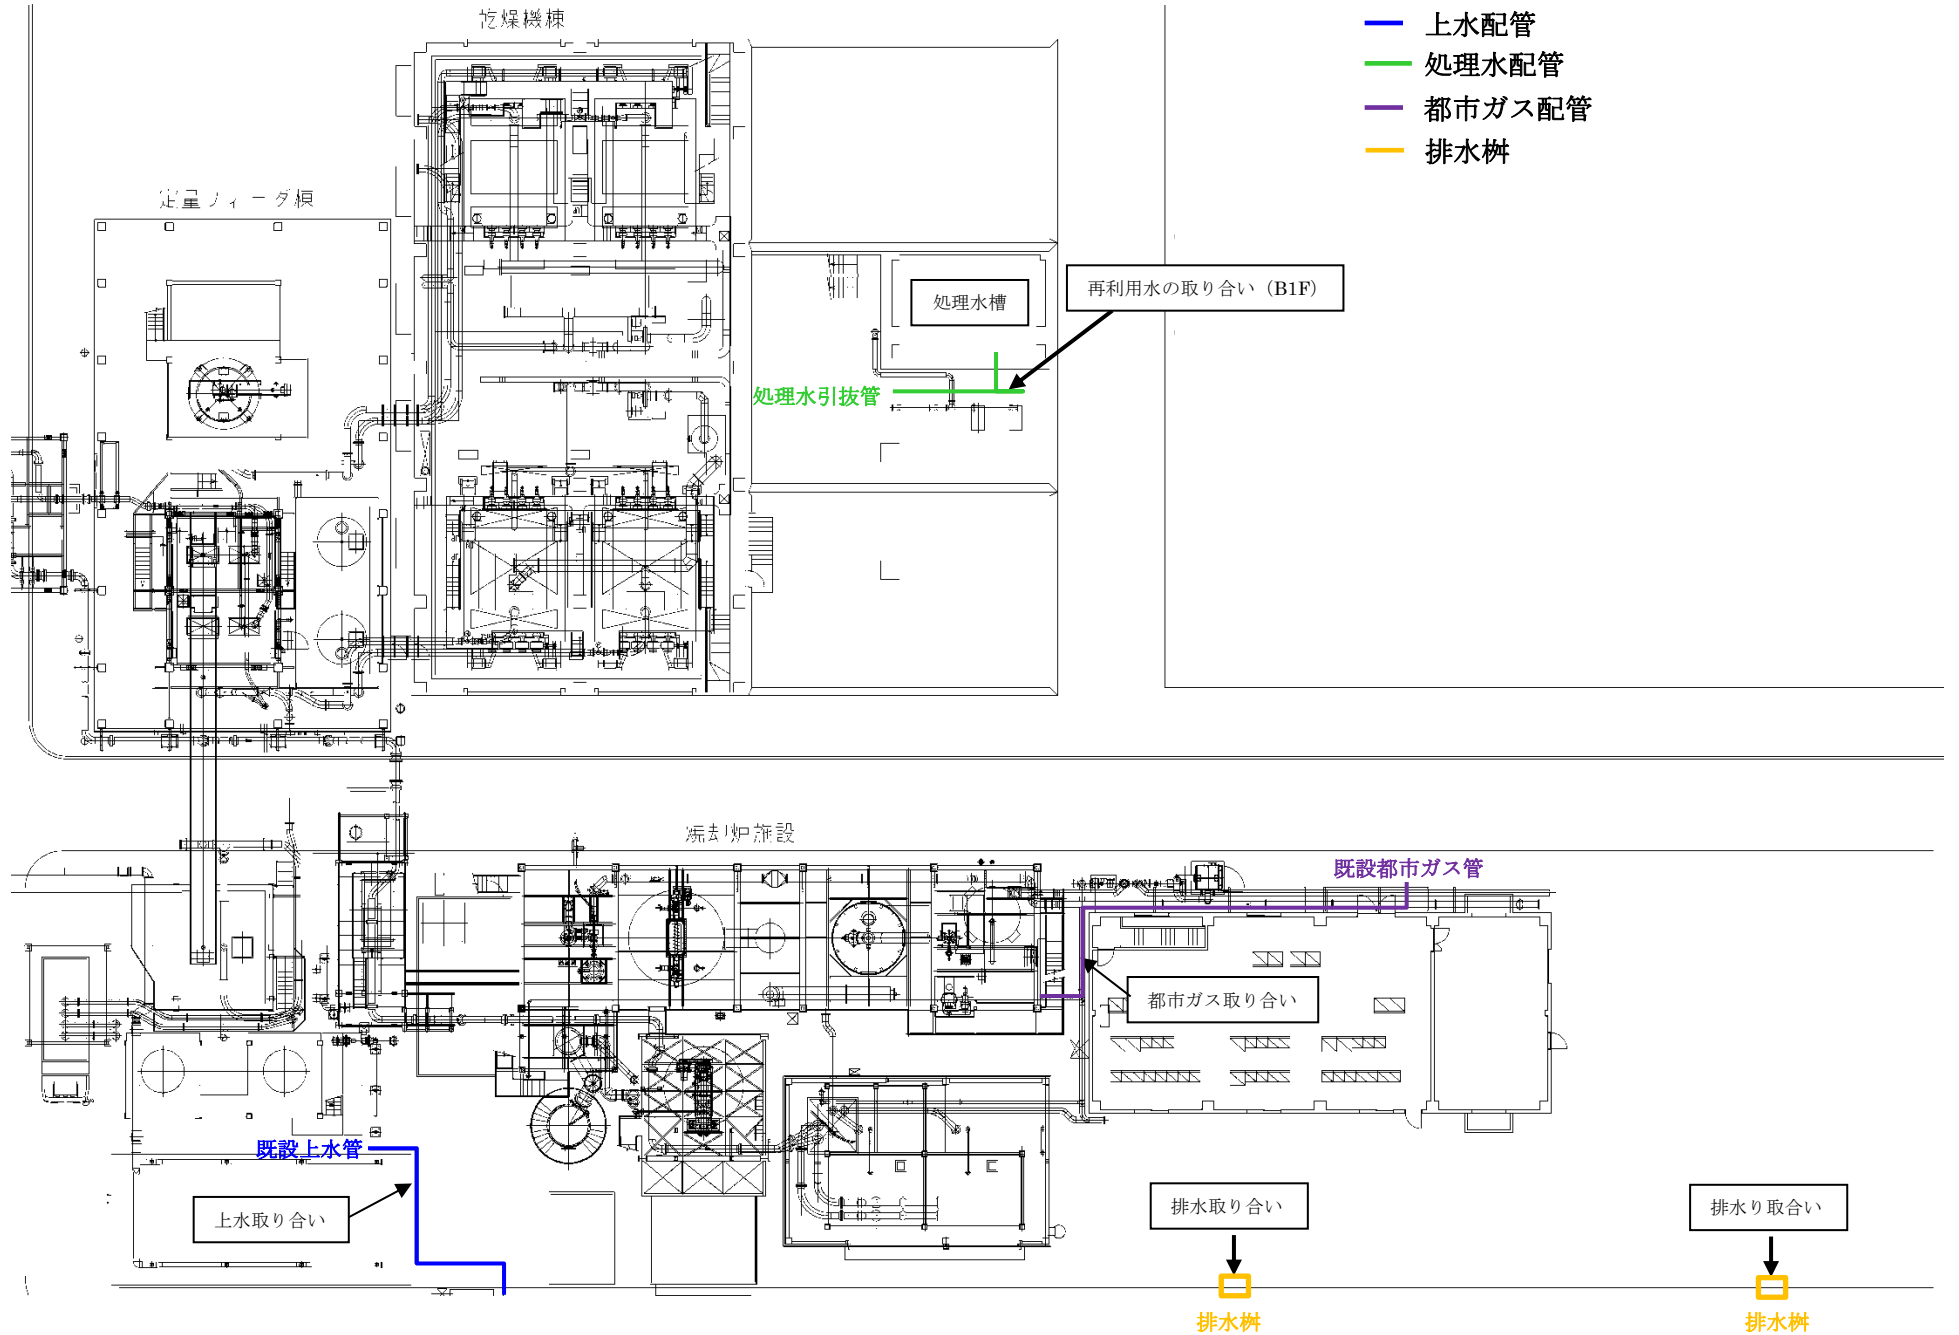 乾燥機棟
上水配管
処理水配管
都市ガス配管
排水桝
定量フィーダ棟
再利用水の取り合い（B1F）
処理水槽
処理水引抜管
焼却炉施設
既設都市ガス管
都市ガス取り合い
既設上水管
上水取り合い
排水取り合い
排水り取合い
排水桝
排水桝